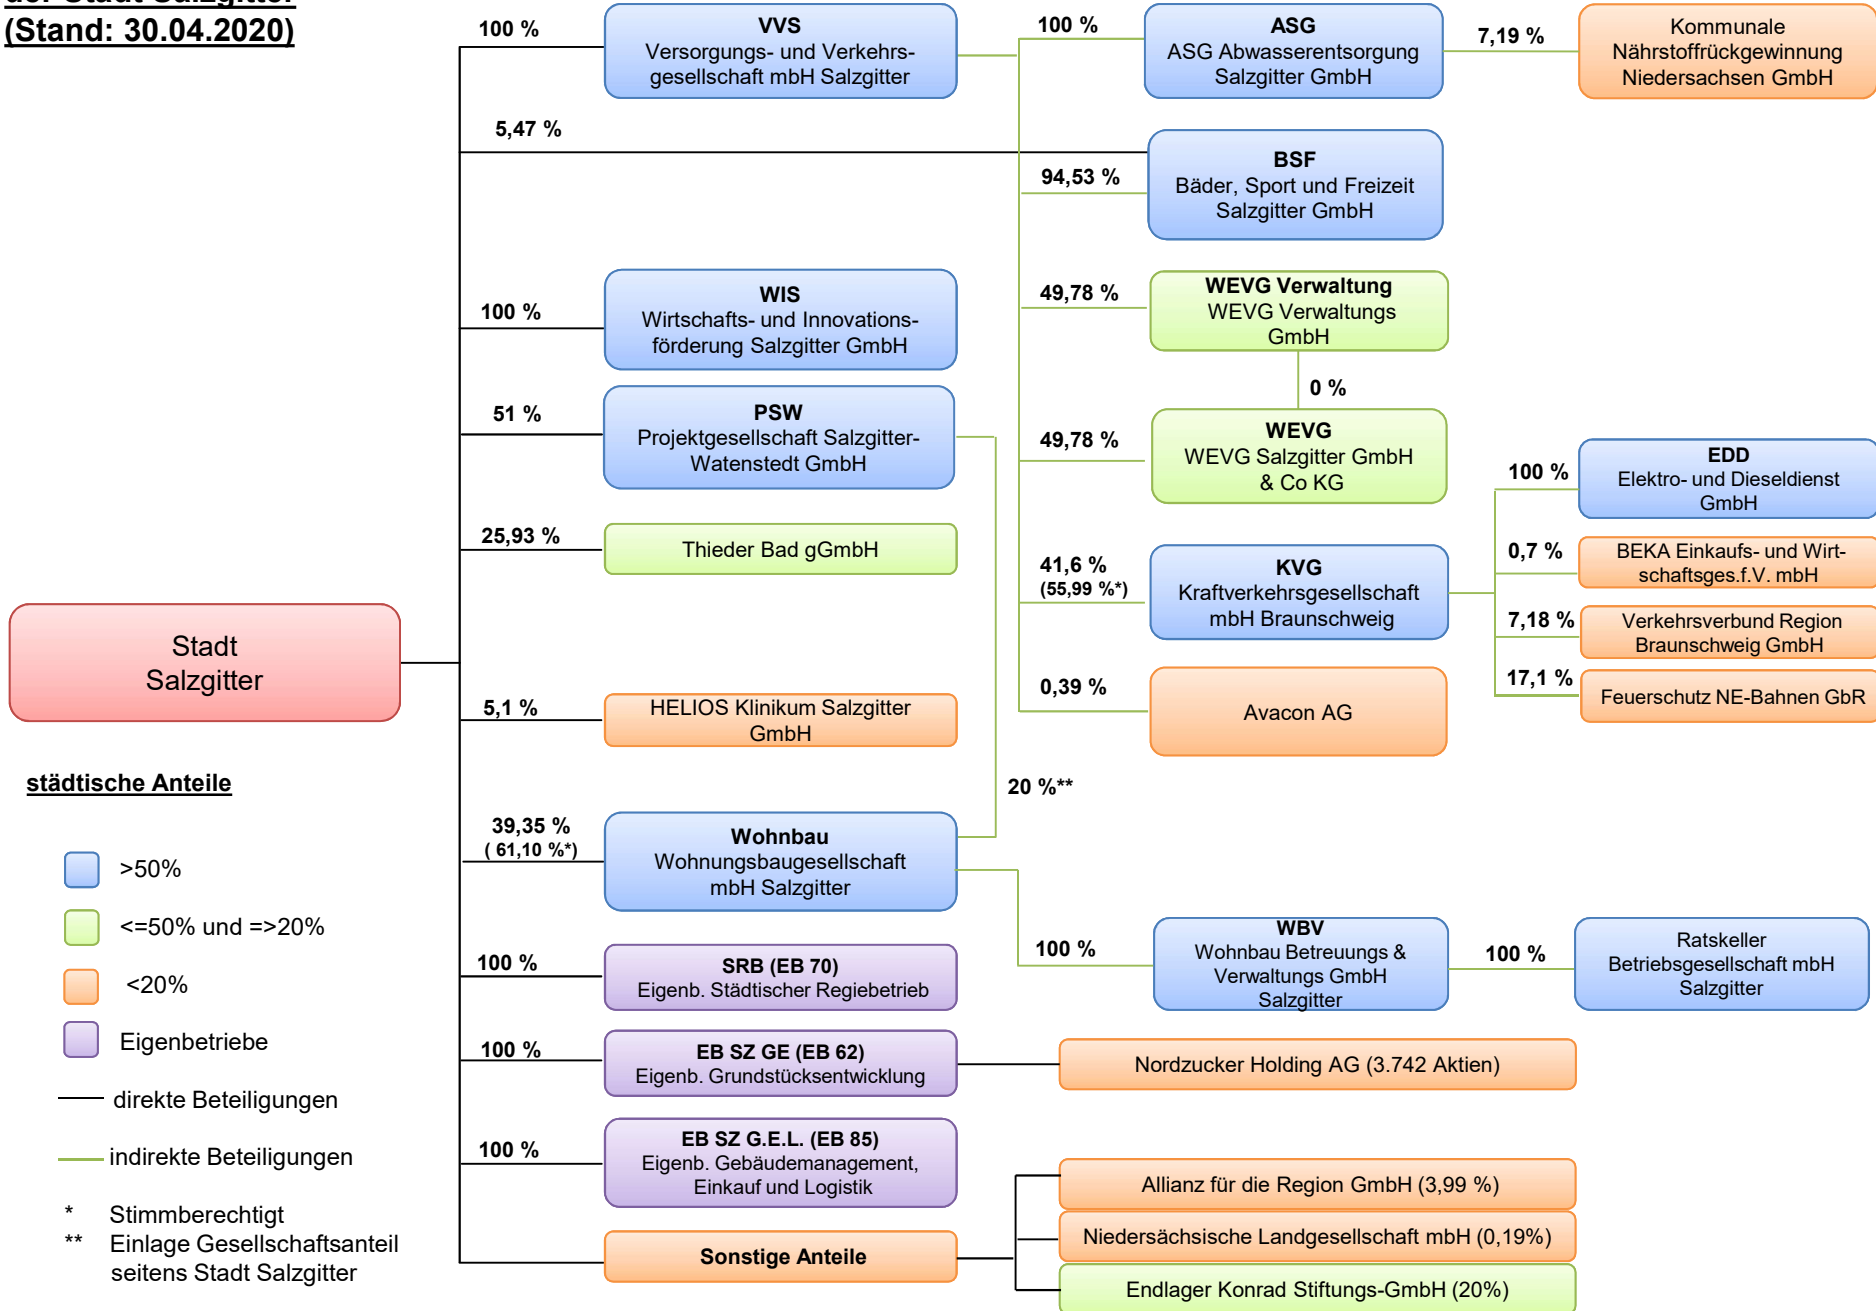 der Stadt Salzgitter
(Stand: 30.04.2020)
100 %
VVS
Versorgungs- und Verkehrs-
gesellschaft mbH Salzgitter
100 %
ASG
ASG Abwasserentsorgung
Salzgitter GmbH
7,19 %
Kommunale
Nährstoffrückgewinnung
Niedersachsen GmbH
5,47 %
94,53 %
BSF
Bäder, Sport und Freizeit
Salzgitter GmbH
100 %
WIS
Wirtschafts- und Innovations-
förderung Salzgitter GmbH
49,78 %
WEVG Verwaltung
WEVG Verwaltungs
GmbH
0 %
51 %
PSW
Projektgesellschaft Salzgitter-
Watenstedt GmbH
49,78 %
WEVG
WEVG Salzgitter GmbH
& Co KG
100 %
EDD
Elektro- und Dieseldienst
GmbH
25,93 %
Thieder Bad gGmbH
41,6 %
(55,99 %*)
KVG
Kraftverkehrsgesellschaft
mbH Braunschweig
0,7 %
BEKA Einkaufs- und Wirt-
schaftsges.f.V. mbH
7,18 %
Verkehrsverbund Region
Braunschweig GmbH
17,1 %
Feuerschutz NE-Bahnen GbR
Stadt
Salzgitter
5,1 %
HELIOS Klinikum Salzgitter
GmbH
0,39 %
Avacon AG
20 %**
39,35 %
( 61,10 %*)
Wohnbau
Wohnungsbaugesellschaft
mbH Salzgitter
100 %
WBV
Wohnbau Betreuungs &
Verwaltungs GmbH
Salzgitter
100 %
Ratskeller
Betriebsgesellschaft mbH
Salzgitter
100 %
SRB (EB 70)
Eigenb. Städtischer Regiebetrieb
100 %
EB SZ GE (EB 62)
Eigenb. Grundstücksentwicklung
Nordzucker Holding AG (3.742 Aktien)
100 %
EB SZ G.E.L. (EB 85)
Eigenb. Gebäudemanagement,
Einkauf und Logistik
Sonstige Anteile
Allianz für die Region GmbH (3,99 %)
Niedersächsische Landgesellschaft mbH (0,19%)
Endlager Konrad Stiftungs-GmbH (20%)
städtische Anteile
>50%
<=50% und =>20%
<20%
Eigenbetriebe
direkte Beteiligungen
indirekte Beteiligungen
* Stimmberechtigt
** Einlage Gesellschaftsanteil
seitens Stadt Salzgitter